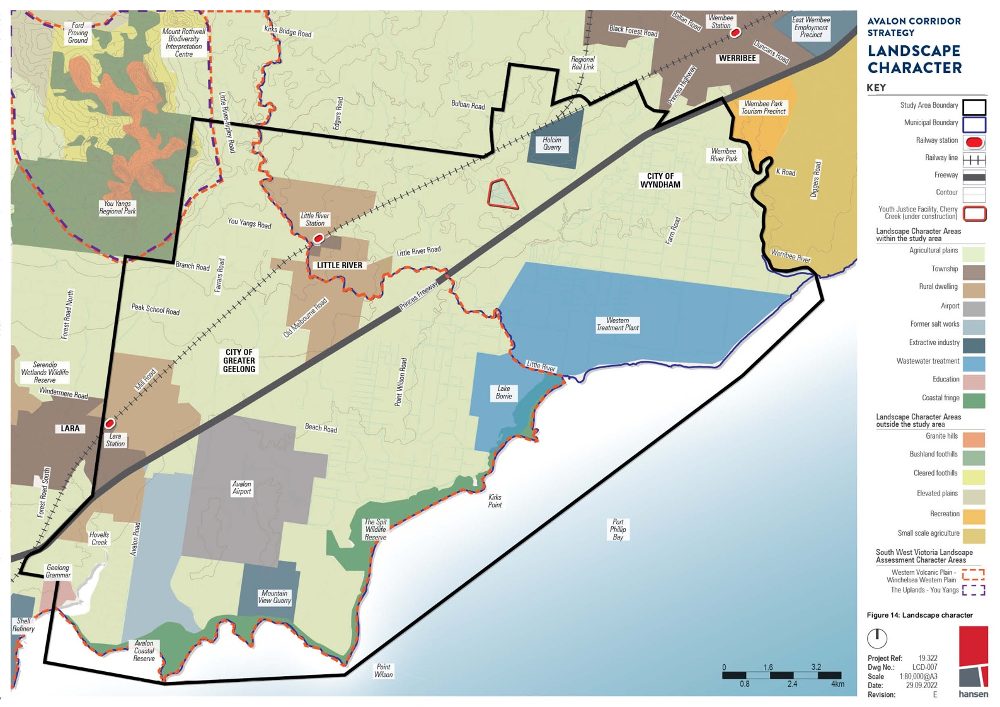 Ford
Proving
Ground
Mount Rothwell
Biodiversity
Interpretation
Centre
Kirks Bridge Road
Black Forest Road
Ballan Road
Werribee
Station
East Werribee
Employment
Precinct
Duncans Road
WERRIBEE
Regional
Rail Link
Princes Highway
Little River-Ripley Road
Edgars Road
Bulban Road
Werribee Park
Tourism Precinct
Holcim
Quarry
Werribee
River Park
K Road
Diggers Road
CITY OF
WYNDHAM
You Yangs
Regional Park
You Yangs Road
Little River
Station
Farm Road
LITTLE RIVER
Little River Road
Werribee River
Branch Road
Farrars Road
Princes Freeway
Forest Road North
Peak School Road
Old Melbourne Road
Western
Treatment Plant
CITY OF
GREATER
GEELONG
Serendip
Wetlands Wildlife
Reserve
Mill Road
Point Wilson Road
Little River
Windermere Road
Lake
Borrie
LARA
Lara
Station
Beach Road
Forest Road South
Avalon
Airport
Kirks
Point
Hovells
Creek
Avalon Road
The Spit
Wildlife
Reserve
Port
Phillip
Bay
Geelong
Grammar
Mountain
View Quarry
Shell
Refinery
Avalon
Coastal
Reserve
Point
Wilson
0 1.6 3.2
0.8 2.4 4km
AVALON CORRIDOR
STRATEGY
LANDSCAPE
CHARACTER
KEY
Study Area Boundary
Municipal Boundary
Railway station
Railway line
Freeway
Contour
Youth Justice Facility, Cherry
Creek (under construction)
Landscape Character Areas
within the study area
Agricultural plains
Township
Rural dwelling
Airport
Former salt works
Extractive industry
Wastewater treatment
Education
Coastal fringe
Landscape Character Areas
outside the study area
Granite hills
Bushland foothills
Cleared foothills
Elevated plains
Recreation
Small scale agriculture
South West Victoria Landscape
Assessment Character Areas
Western Volcanic Plain -
Winchelsea Western Plain
The Uplands - You Yangs
Figure 14: Landscape character
Project Ref: 19.322
Dwg No.: LCD-007
Scale 1:80,000@A3
Date: 29.09.2022
Revision: E
hansen